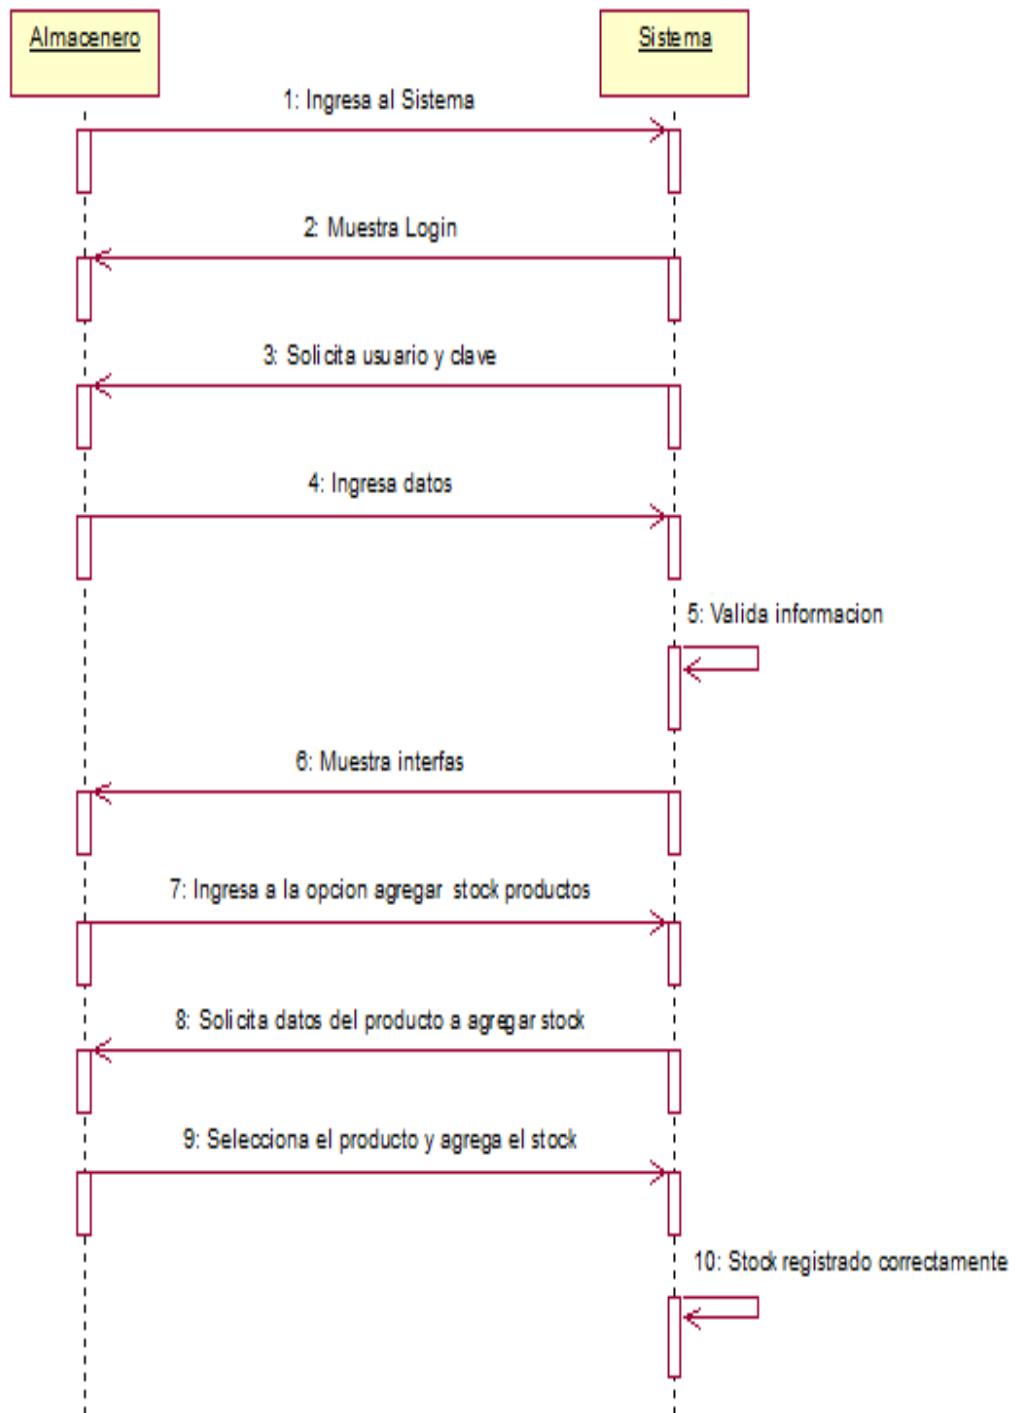 Almacenero
Sistema
1: Ingresa al Sistema
2: Muestra Login
3: Solicita usuario y clave
4: Ingresa datos
5: Valida informacion
6: Muestra interfas
7: Ingresa a la opcion agregar stock productos
8: Solicita datos del producto a agregar stock
9: Selecciona el producto y agrega el stock
10: Stock registrado correctamente